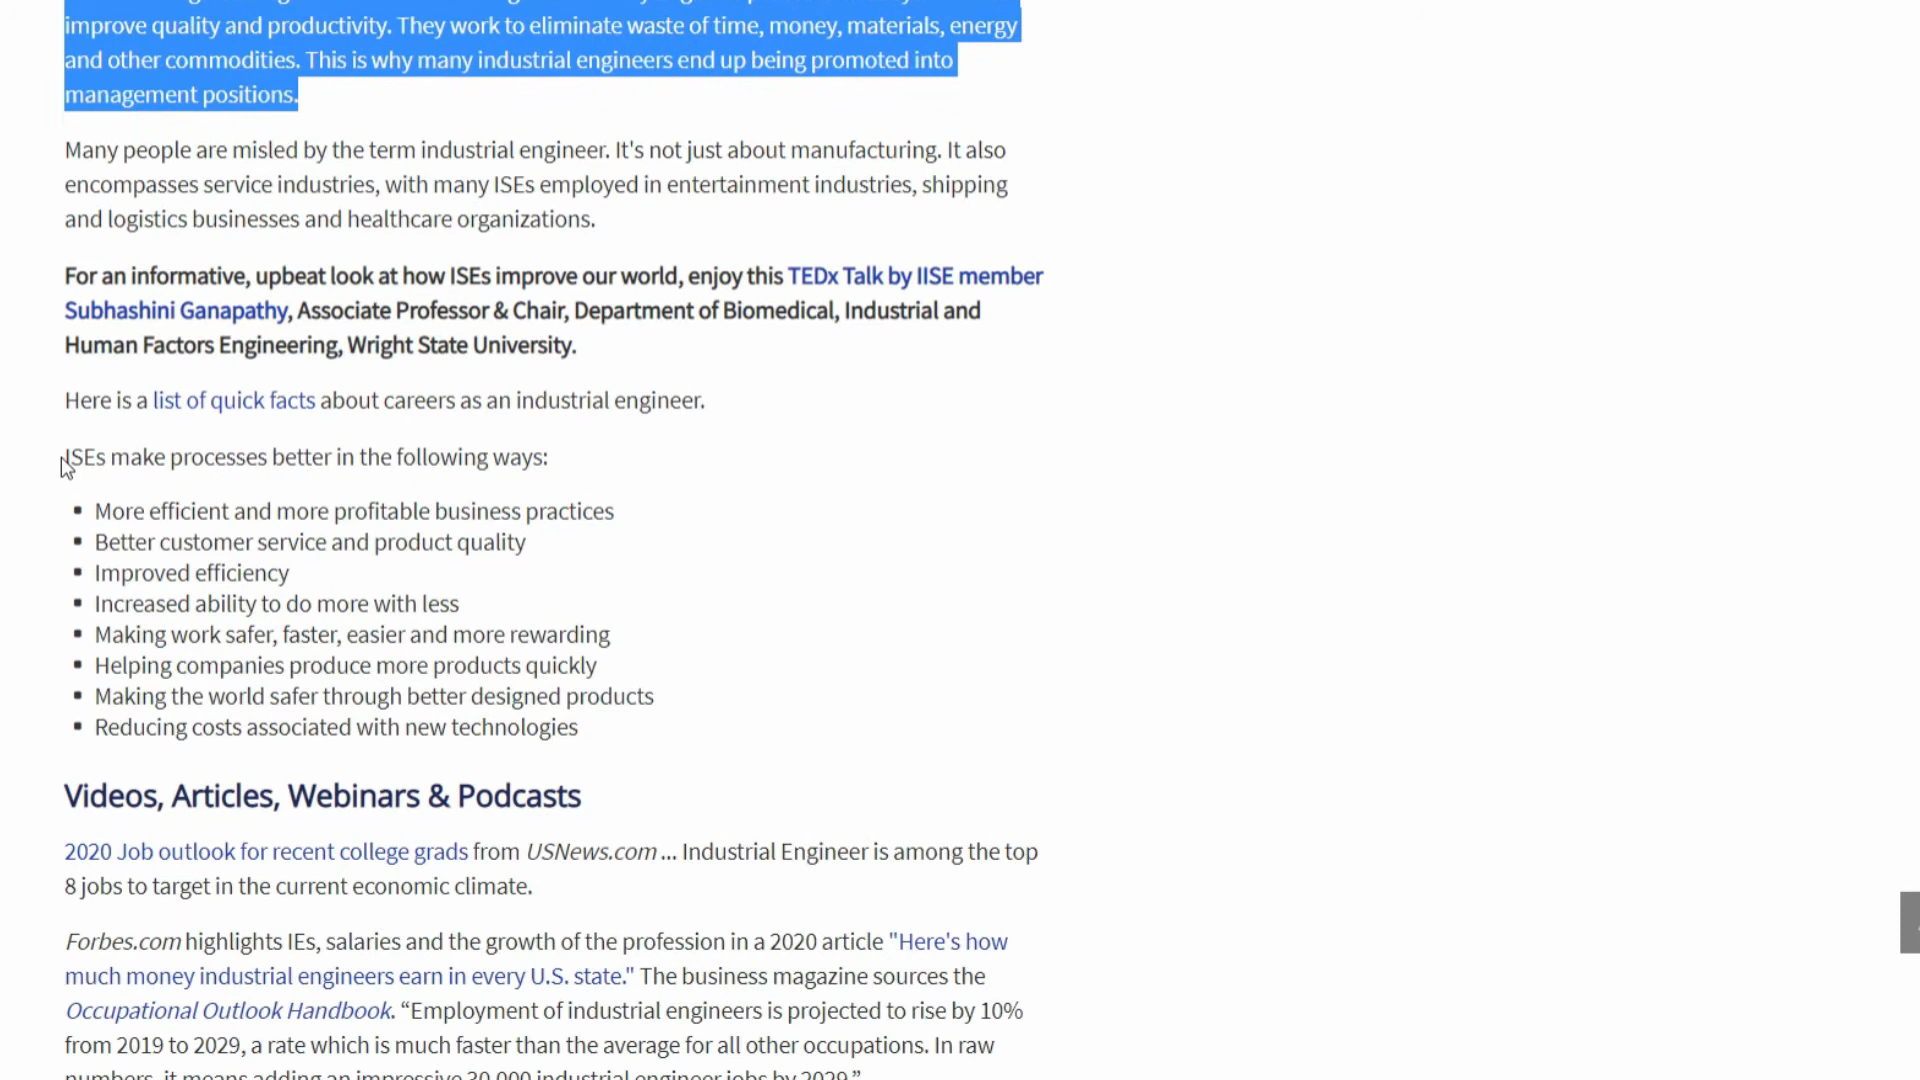 improve quality and productivity. They work to eliminate waste of time, money, materials, energy
and other commodities. This is why many industrial engineers end up being promoted into
management positions.
Many people are misled by the term industrial engineer. It's not just about manufacturing. It also
encompasses service industries, with many ISEs employed in entertainment industries, shipping
and logistics businesses and healthcare organizations.
For an informative, upbeat look at how ISEs improve our world, enjoy this TEDx Talk by IISE member
Subhashini Ganapathy, Associate Professor & Chair, Department of Biomedical, Industrial and
Human Factors Engineering, Wright State University.
Here is a list of quick facts about careers as an industrial engineer.
ISEs make processes better in the following ways:
▪ More efficient and more profitable business practices
▪ Better customer service and product quality
▪ Improved efficiency
▪ Increased ability to do more with less
▪ Making work safer, faster, easier and more rewarding
▪ Helping companies produce more products quickly
▪ Making the world safer through better designed products
▪ Reducing costs associated with new technologies
Videos, Articles, Webinars & Podcasts
2020 Job outlook for recent college grads from USNews.com ... Industrial Engineer is among the top
8 jobs to target in the current economic climate.
Forbes.com highlights IEs, salaries and the growth of the profession in a 2020 article "Here's how
much money industrial engineers earn in every U.S. state." The business magazine sources the
Occupational Outlook Handbook. “Employment of industrial engineers is projected to rise by 10%
from 2019 to 2029, a rate which is much faster than the average for all other occupations. In raw
numbers, it means adding an impressive 30,000 industrial engineer jobs by 2029.”